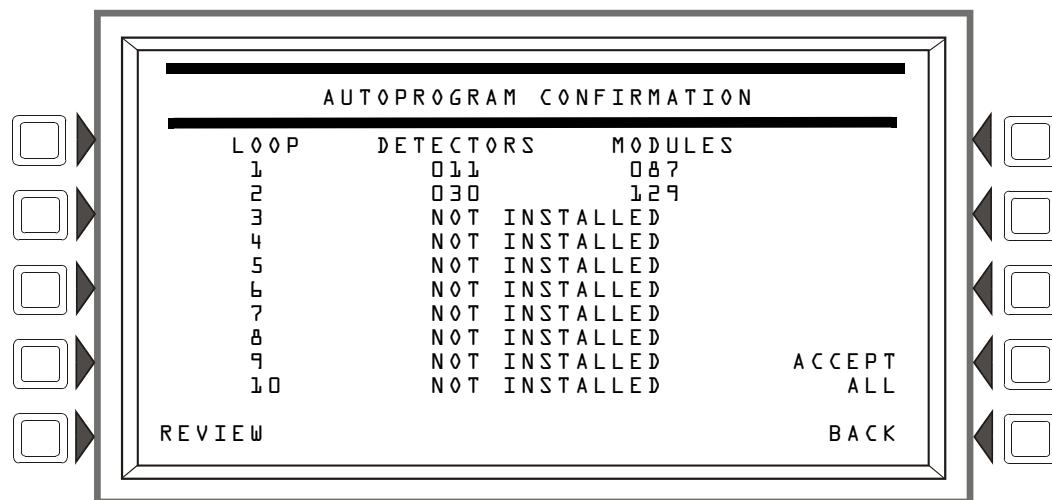 AUTOPROGRAM CONFIRMATION
LOOP DETECTORS MODULES
1 011 087
2 030 129
3 NOT INSTALLED
4 NOT INSTALLED
5 NOT INSTALLED
6 NOT INSTALLED
7 NOT INSTALLED
8 NOT INSTALLED
9 NOT INSTALLED ACCEPT
10 NOT INSTALLED ALL
REVIEW BACK